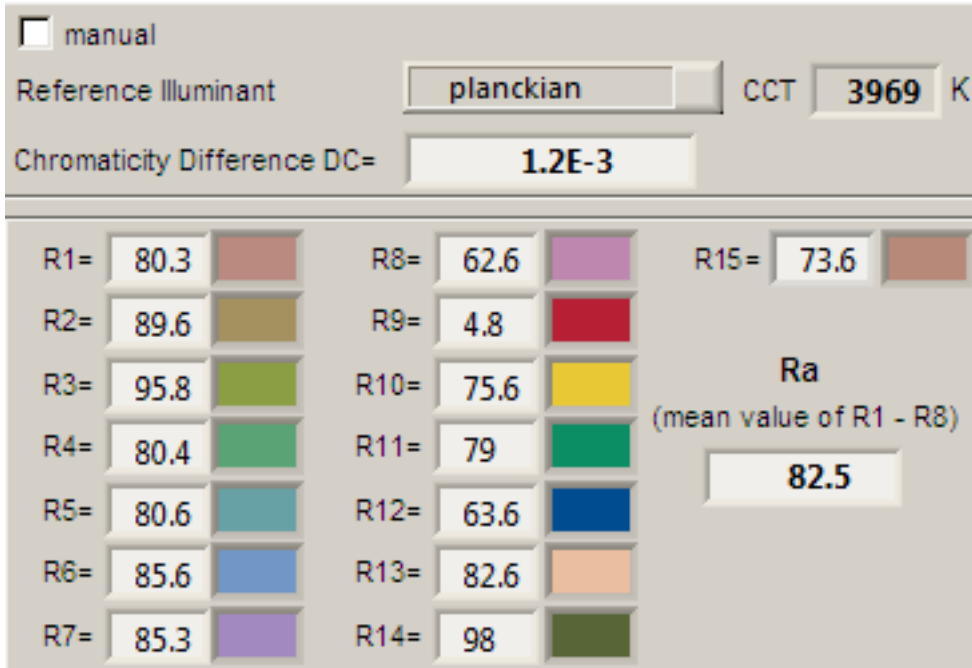 manual
Reference Illuminant planckian CCT 3969 K
Chromaticity Difference DC= 1.2E-3
R1= 80.3 R8= 62.6 R15= 73.6
R2= 89.6 R9= 4.8
R3= 95.8 R10= 75.6 Ra
(mean value of R1 - R8)
R4= 80.4 R11= 79
82.5
R5= 80.6 R12= 63.6
R6= 85.6 R13= 82.6
R7= 85.3 R14= 98